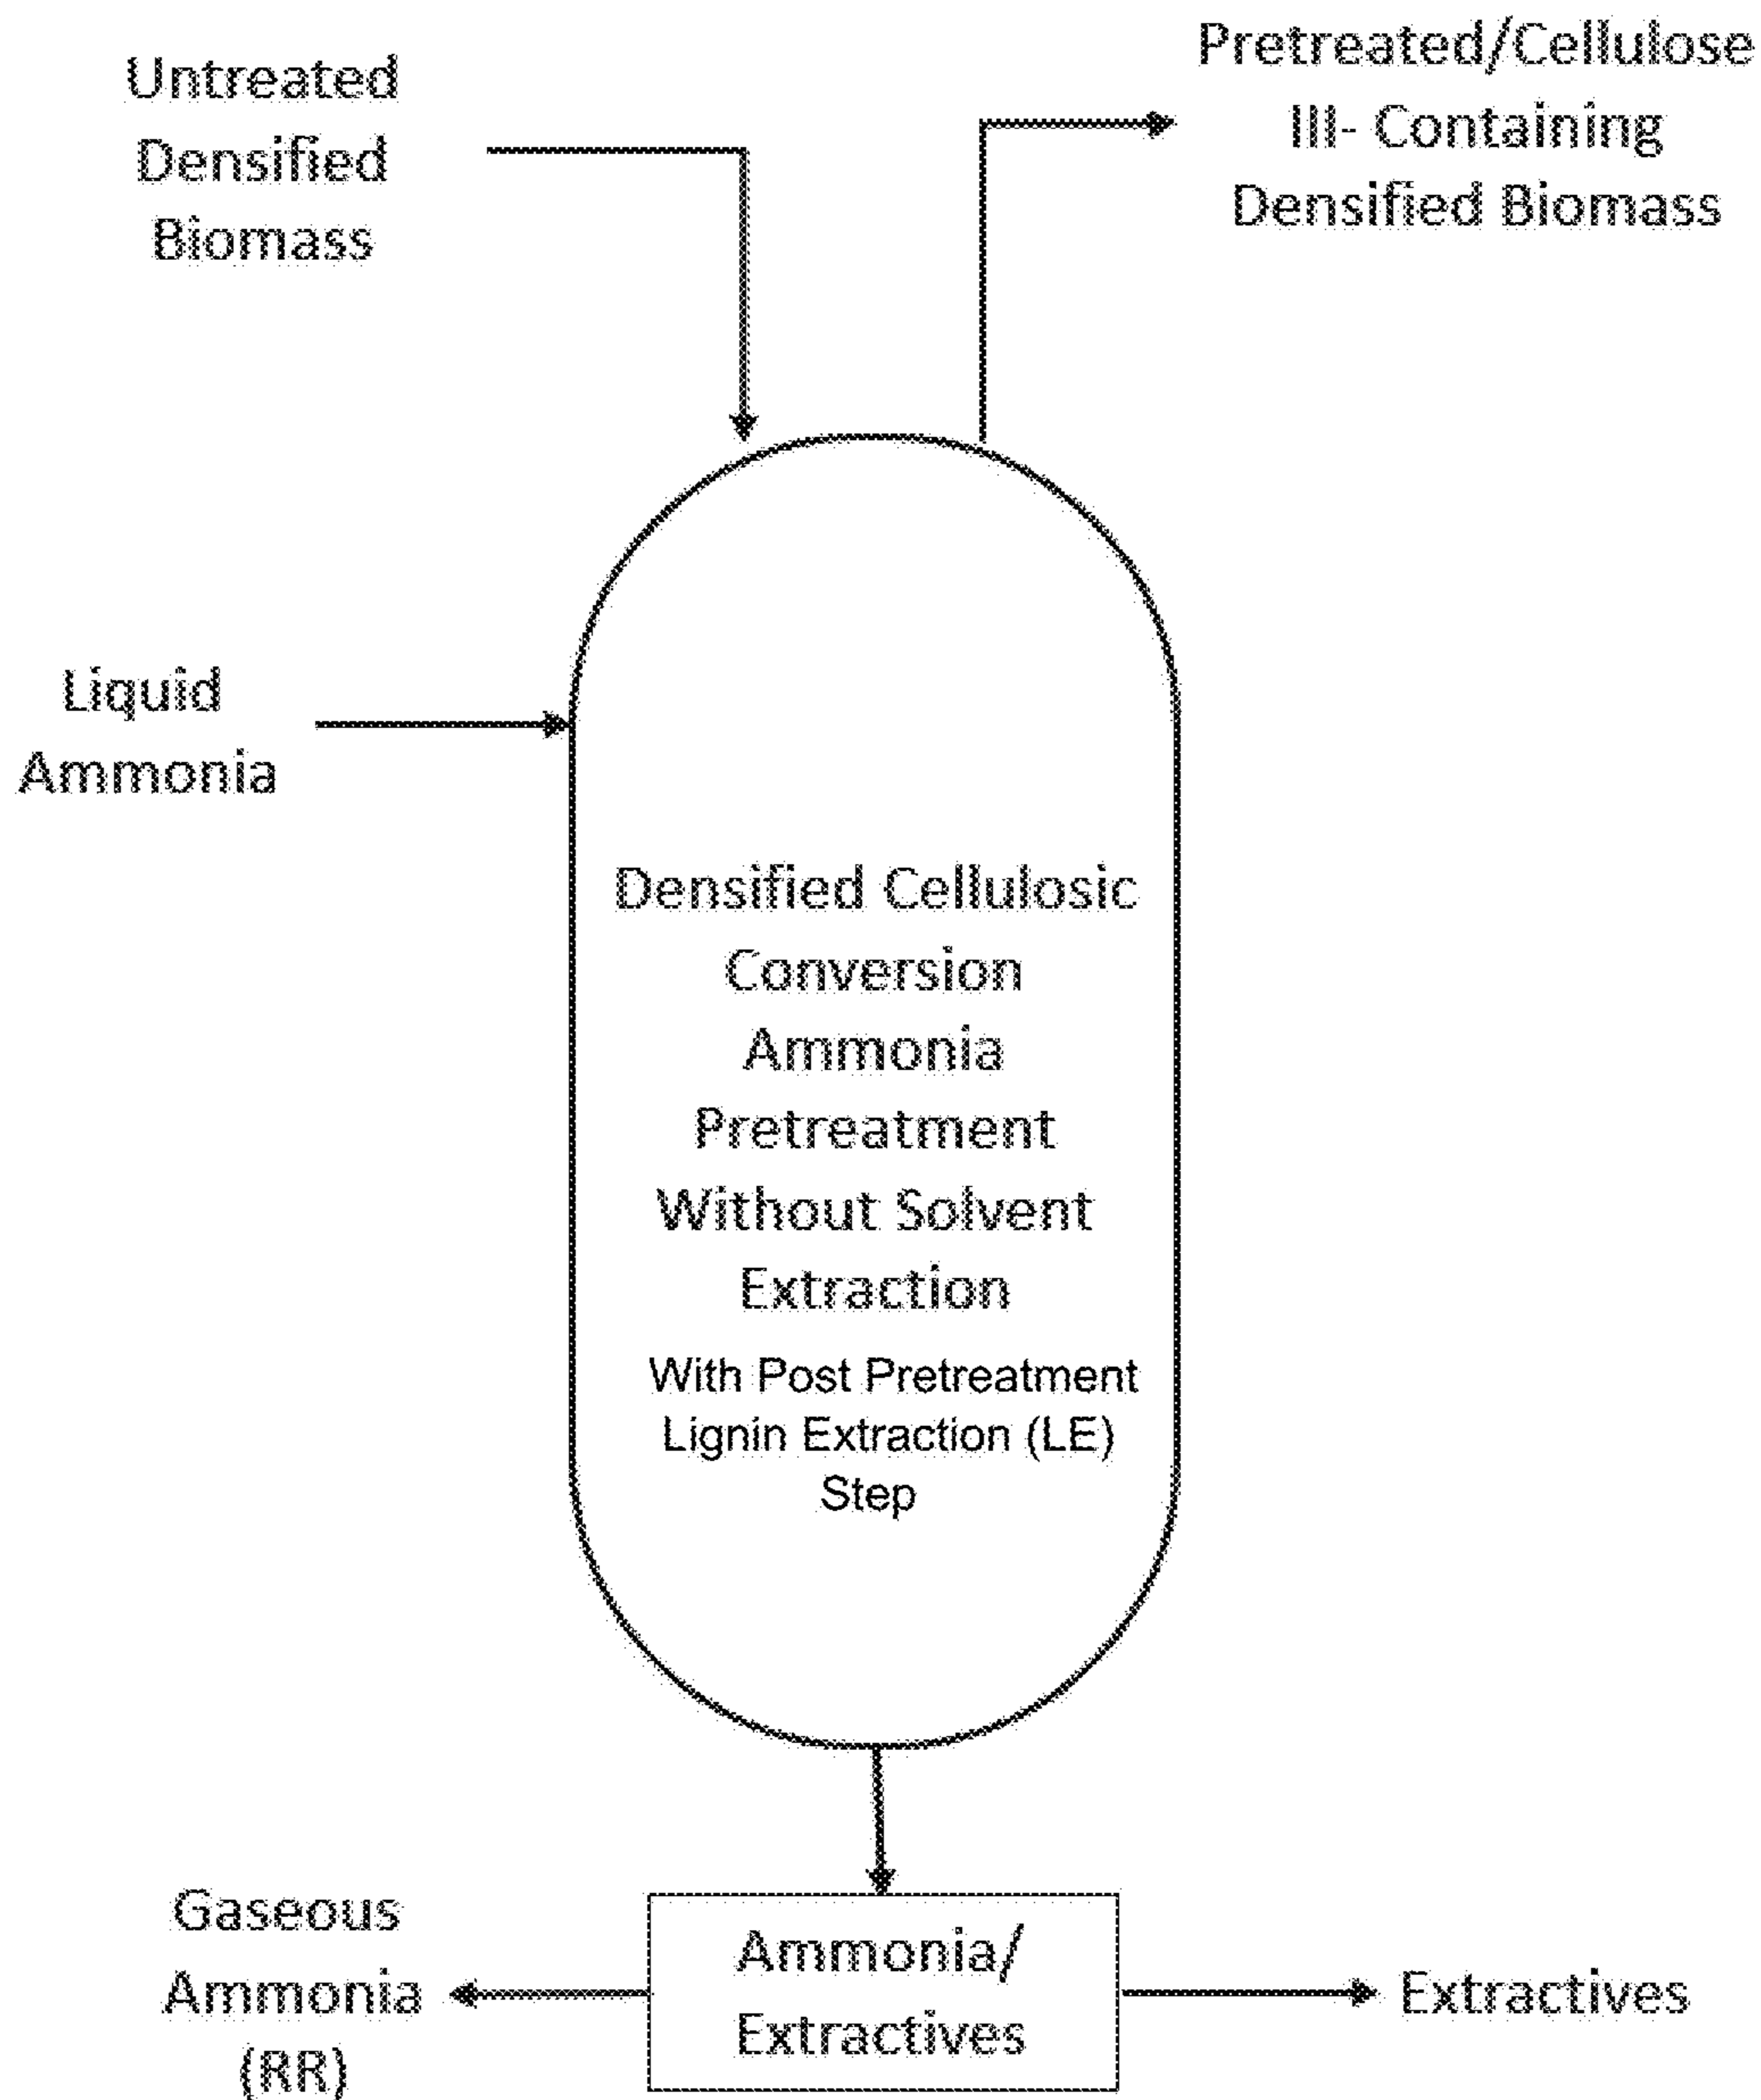 Untreated
Densified
Biomass
Pretreated/Cellulose
III- Containing
Densified Biomass
Liquid
Ammonia
Densified Cellulosic
Conversion
Ammonia
Pretreatment
Without Solvent
Extraction
With Post Pretreatment
Lignin Extraction (LE)
Step
Gaseous
Ammonia
(RR)
Ammonia/
Extractives
Extractives